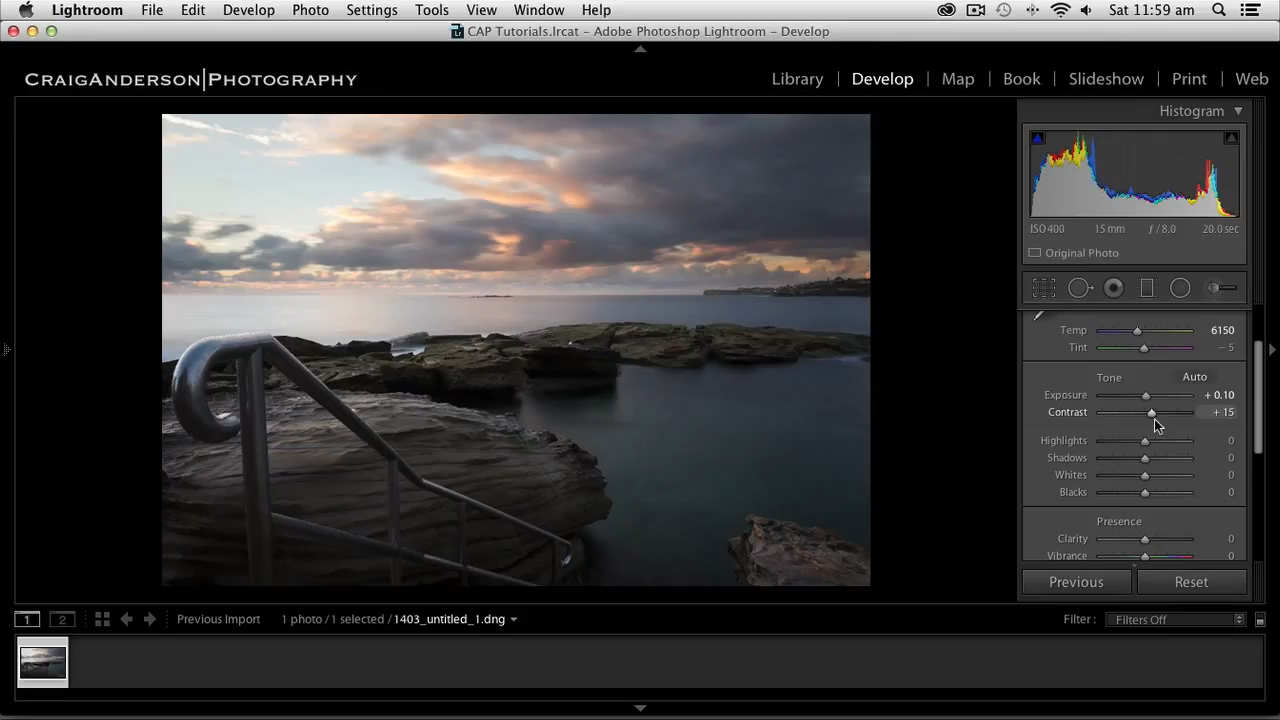 Lightroom File Edit Develop Photo Settings Tools View Window Help Sat 11:59 am
CAP Tutorials.lrcat – Adobe Photoshop Lightroom – Develop
CRAIGANDERSON|PHOTOGRAPHY Library | Develop | Map | Book | Slideshow | Print | Web
Histogram
ISO 400 15 mm ƒ / 8.0 20.0 sec
Original Photo
Temp 6150
Tint – 5
Tone Auto
Exposure + 0.10
Contrast + 15
Highlights 0
Shadows 0
Whites 0
Blacks 0
Presence
Clarity 0
Vibrance 0
Previous Reset
1 2 Previous Import 1 photo / 1 selected / 1403_untitled_1.dng Filter : Filters Off